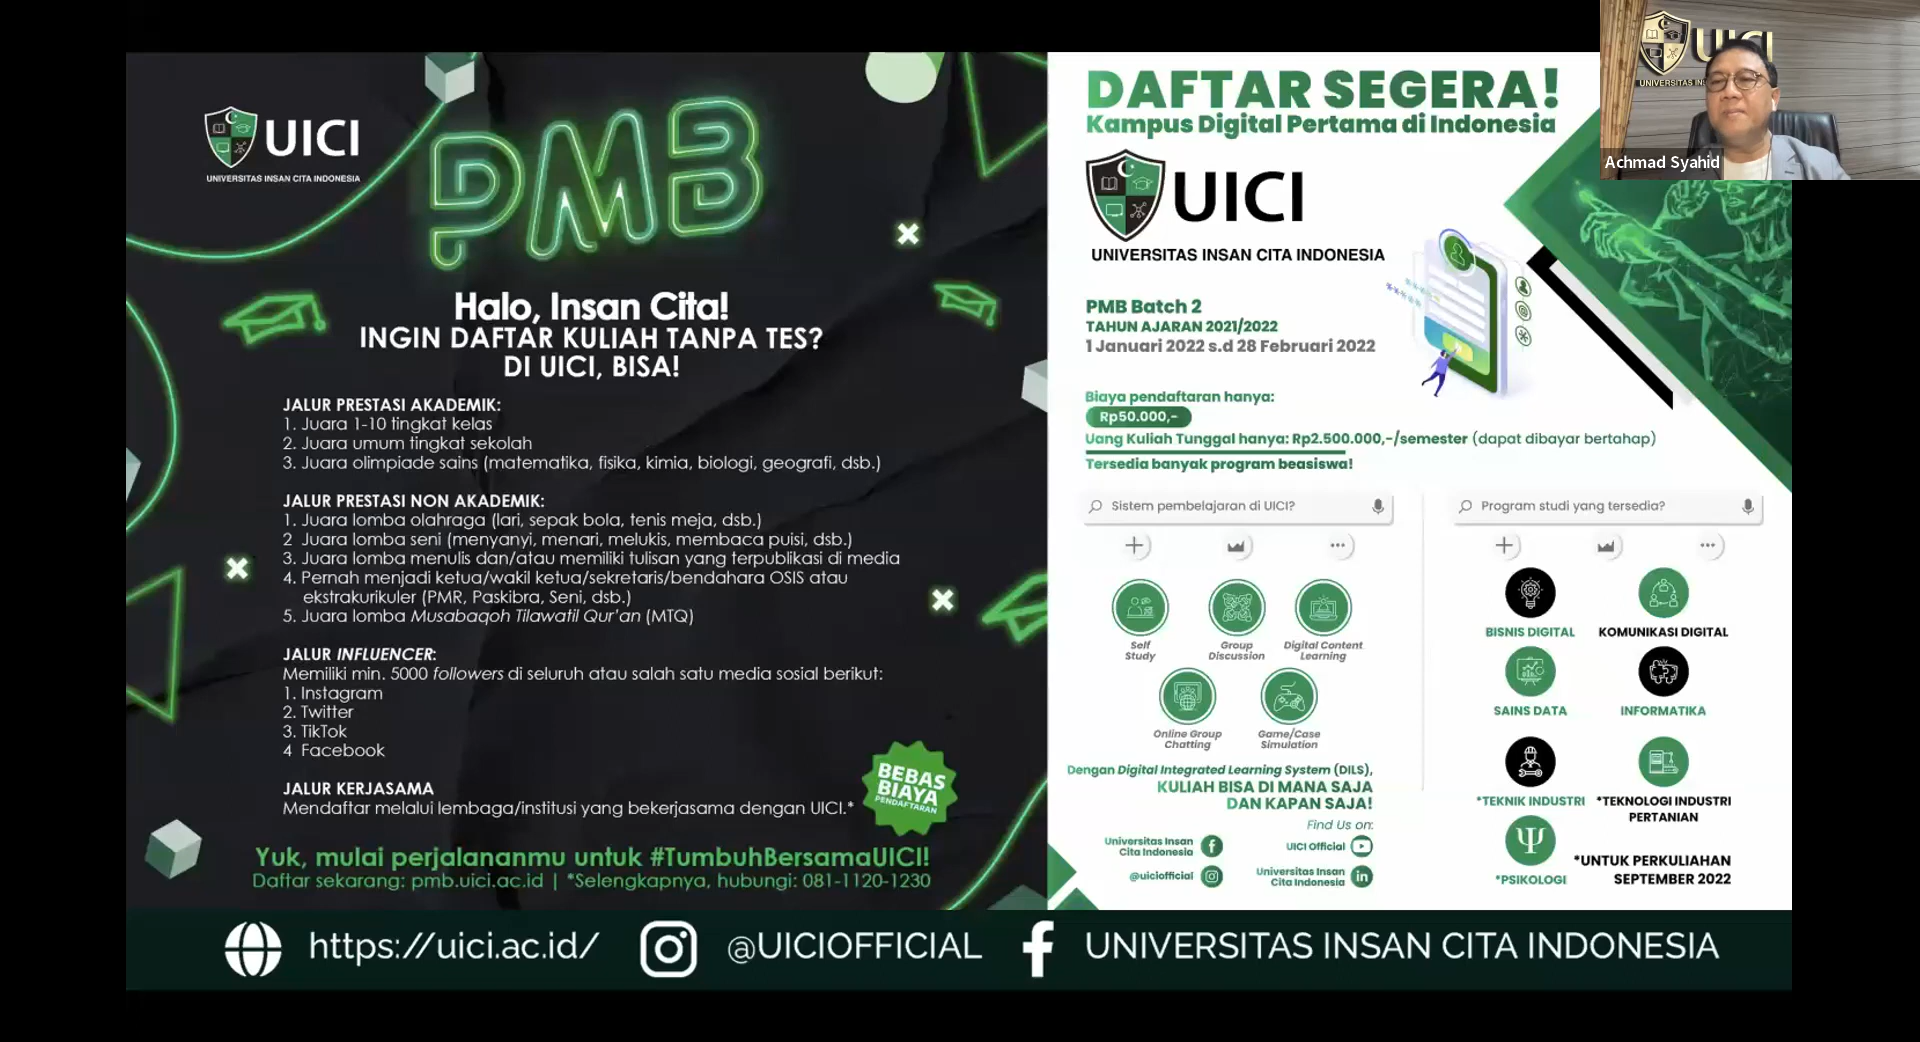 UICI
UNIVERSITAS INSAN CITA INDONESIA
PMB
Halo, Insan Cita!
INGIN DAFTAR KULIAH TANPA TES?
DI UICI, BISA!
JALUR PRESTASI AKADEMIK:
1. Juara 1-10 tingkat kelas
2. Juara umum tingkat sekolah
3. Juara olimpiade sains (matematika, fisika, kimia, biologi, geografi, dsb.)
JALUR PRESTASI NON AKADEMIK:
1. Juara lomba olahraga (lari, sepak bola, tenis meja, dsb.)
2 Juara lomba seni (menyanyi, menari, melukis, membaca puisi, dsb.)
3. Juara lomba menulis dan/atau memiliki tulisan yang terpublikasi di media
4. Pernah menjadi ketua/wakil ketua/sekretaris/bendahara OSIS atau
ekstrakurikuler (PMR, Paskibra, Seni, dsb.)
5. Juara lomba Musabaqoh Tilawatil Qur'an (MTQ)
JALUR INFLUENCER:
Memiliki min. 5000 followers di seluruh atau salah satu media sosial berikut:
1. Instagram
2. Twitter
3. TikTok
4 Facebook
JALUR KERJASAMA
Mendaftar melalui lembaga/institusi yang bekerjasama dengan UICI.*
BEBAS
BIAYA
PENDAFTARAN
Yuk, mulai perjalananmu untuk #TumbuhBersamaUICI!
Daftar sekarang: pmb.uici.ac.id | *Selengkapnya, hubungi: 081-1120-1230
DAFTAR SEGERA!
Kampus Digital Pertama di Indonesia
UICI
UNIVERSITAS INSAN CITA INDONESIA
PMB Batch 2
TAHUN AJARAN 2021/2022
1 Januari 2022 s.d 28 Februari 2022
Biaya pendaftaran hanya:
Rp50.000,-
Uang Kuliah Tunggal hanya: Rp2.500.000,-/semester (dapat dibayar bertahap)
Tersedia banyak program beasiswa!
Sistem pembelajaran di UICI?
Self
Study
Group
Discussion
Digital Content
Learning
Online Group
Chatting
Game/Case
Simulation
Dengan Digital Integrated Learning System (DILS),
KULIAH BISA DI MANA SAJA
DAN KAPAN SAJA!
Find Us on:
Universitas Insan
Cita Indonesia
UICI Official
@uiciofficial
Universitas Insan
Cita Indonesia
Program studi yang tersedia?
BISNIS DIGITAL
KOMUNIKASI DIGITAL
SAINS DATA
INFORMATIKA
*TEKNIK INDUSTRI
*TEKNOLOGI INDUSTRI
PERTANIAN
*PSIKOLOGI
*UNTUK PERKULIAHAN
SEPTEMBER 2022
Achmad Syahid
https://uici.ac.id/
@UICIOFFICIAL
UNIVERSITAS INSAN CITA INDONESIA